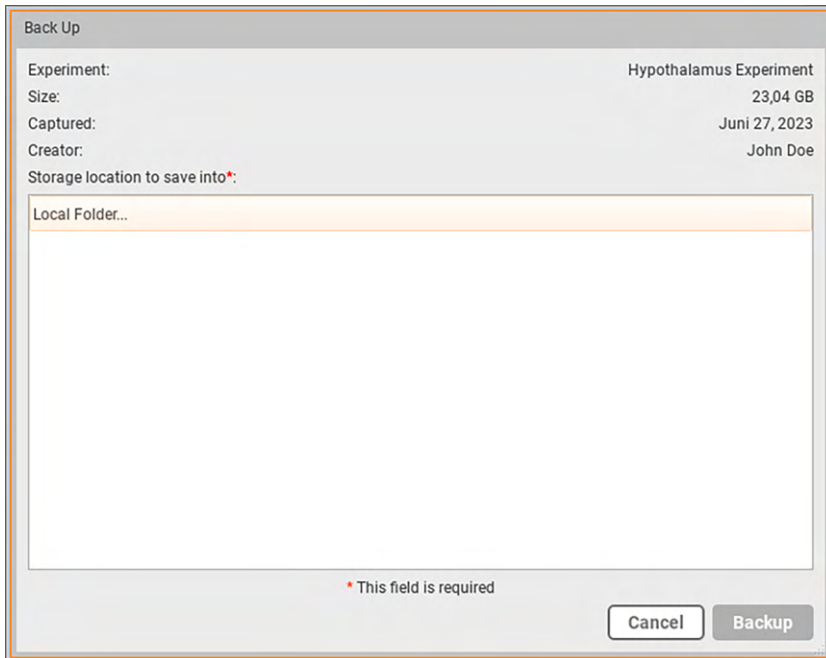 Back Up
Experiment: Hypothalamus Experiment
Size: 23,04 GB
Captured: Juni 27, 2023
Creator: John Doe
Storage location to save into*:
Local Folder...
* This field is required
Cancel Backup